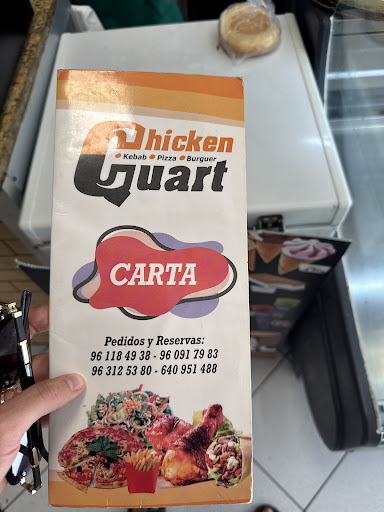 Chicken
Kebab • Pizza • Burguer
Quart
CARTA
Pedidos y Reservas:
96 118 49 38 - 96 091 79 83
96 312 53 80 - 640 951 488